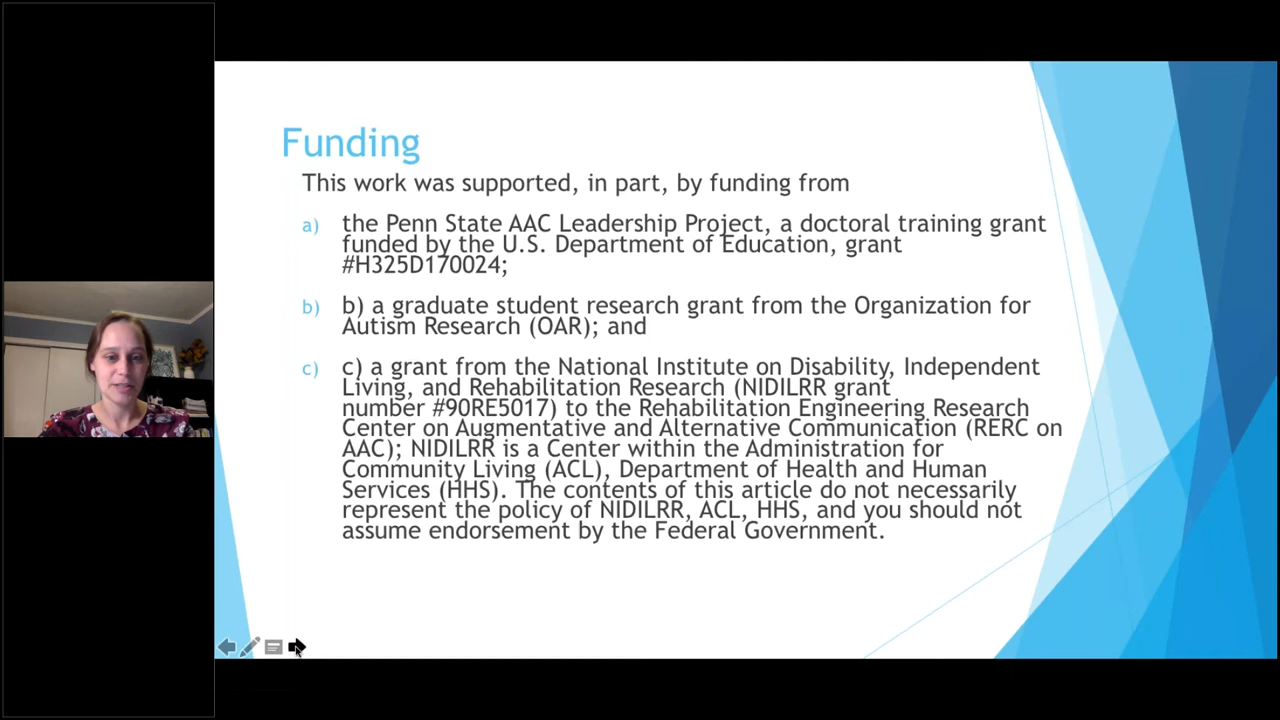 Funding
This work was supported, in part, by funding from
a) the Penn State AAC Leadership Project, a doctoral training grant
funded by the U.S. Department of Education, grant
#H325D170024;
b) b) a graduate student research grant from the Organization for
Autism Research (OAR); and
c) c) a grant from the National Institute on Disability, Independent
Living, and Rehabilitation Research (NIDILRR grant
number #90RE5017) to the Rehabilitation Engineering Research
Center on Augmentative and Alternative Communication (RERC on
AAC); NIDILRR is a Center within the Administration for
Community Living (ACL), Department of Health and Human
Services (HHS). The contents of this article do not necessarily
represent the policy of NIDILRR, ACL, HHS, and you should not
assume endorsement by the Federal Government.